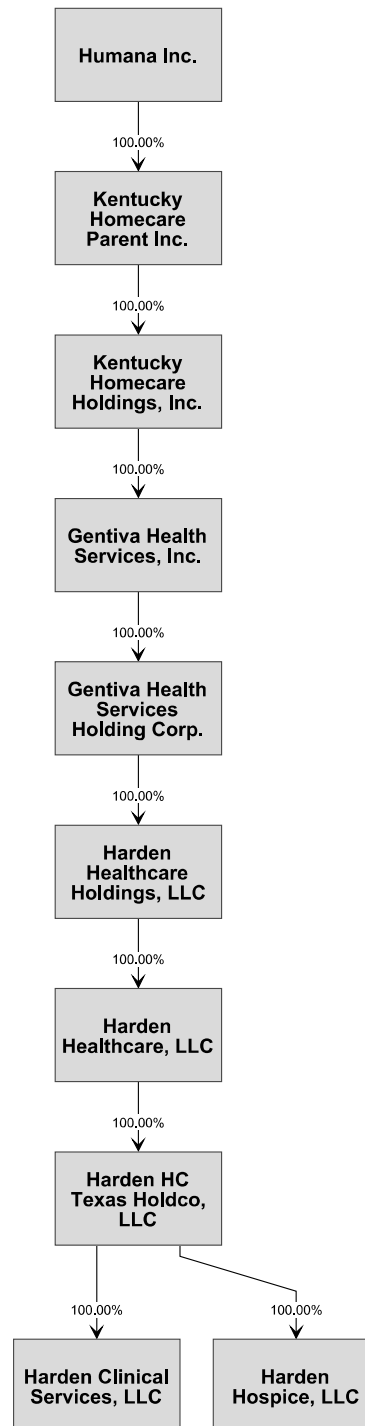 Humana Inc.
100.00%
Kentucky
Homecare
Parent Inc.
100.00%
Kentucky
Homecare
Holdings, Inc.
100.00%
Gentiva Health
Services, Inc.
100.00%
Gentiva Health
Services
Holding Corp.
100.00%
Harden
Healthcare
Holdings, LLC
100.00%
Harden
Healthcare, LLC
100.00%
Harden HC
Texas Holdco,
LLC
100.00%
100.00%
Harden Clinical
Services, LLC
Harden
Hospice, LLC